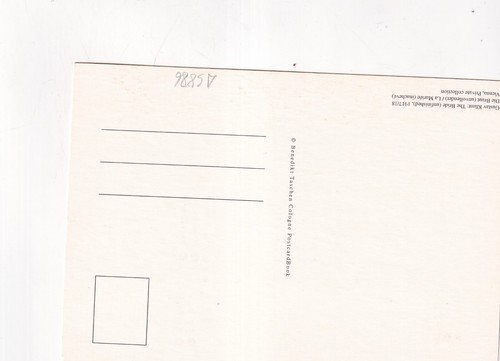 Gustav Klimt: The Bride (unfinished), 1917/18
Die Braut (unvollendet) / La Mariée (inachevé)
Vienna, Private collection
© Benedikt Taschen Cologne PostcardBook
A5886